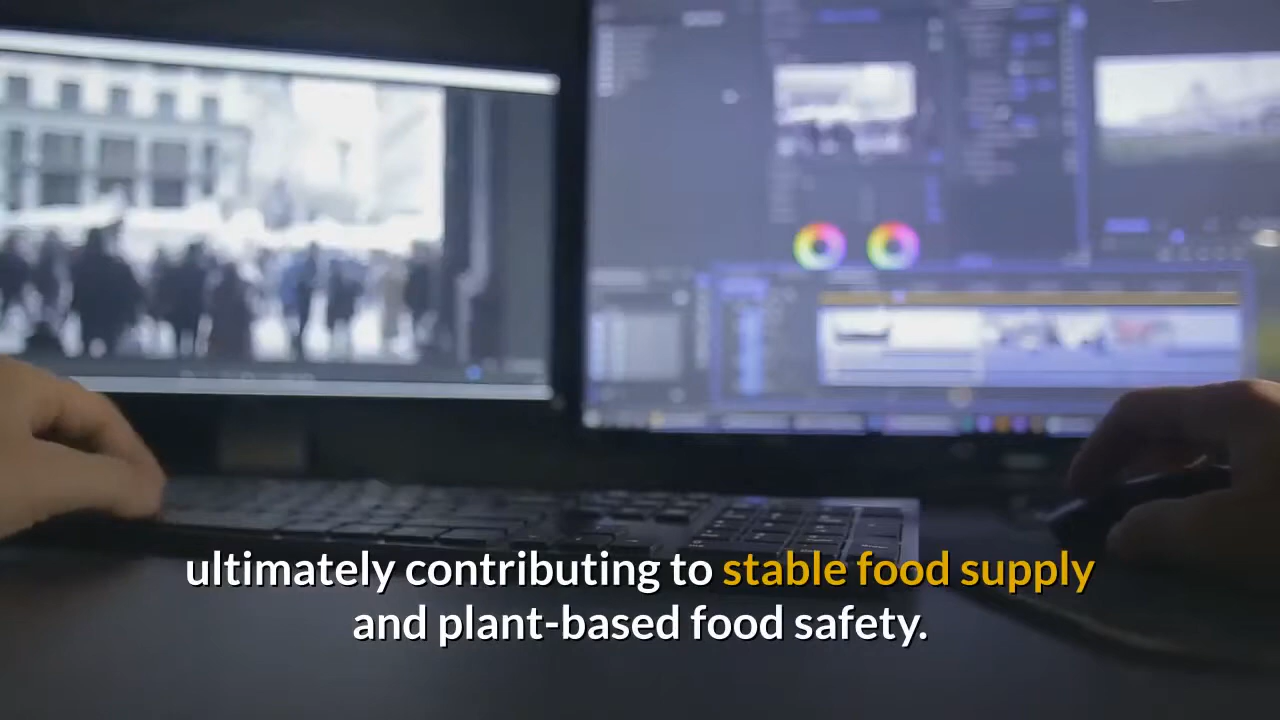 ultimately contributing to stable food supply
and plant-based food safety.